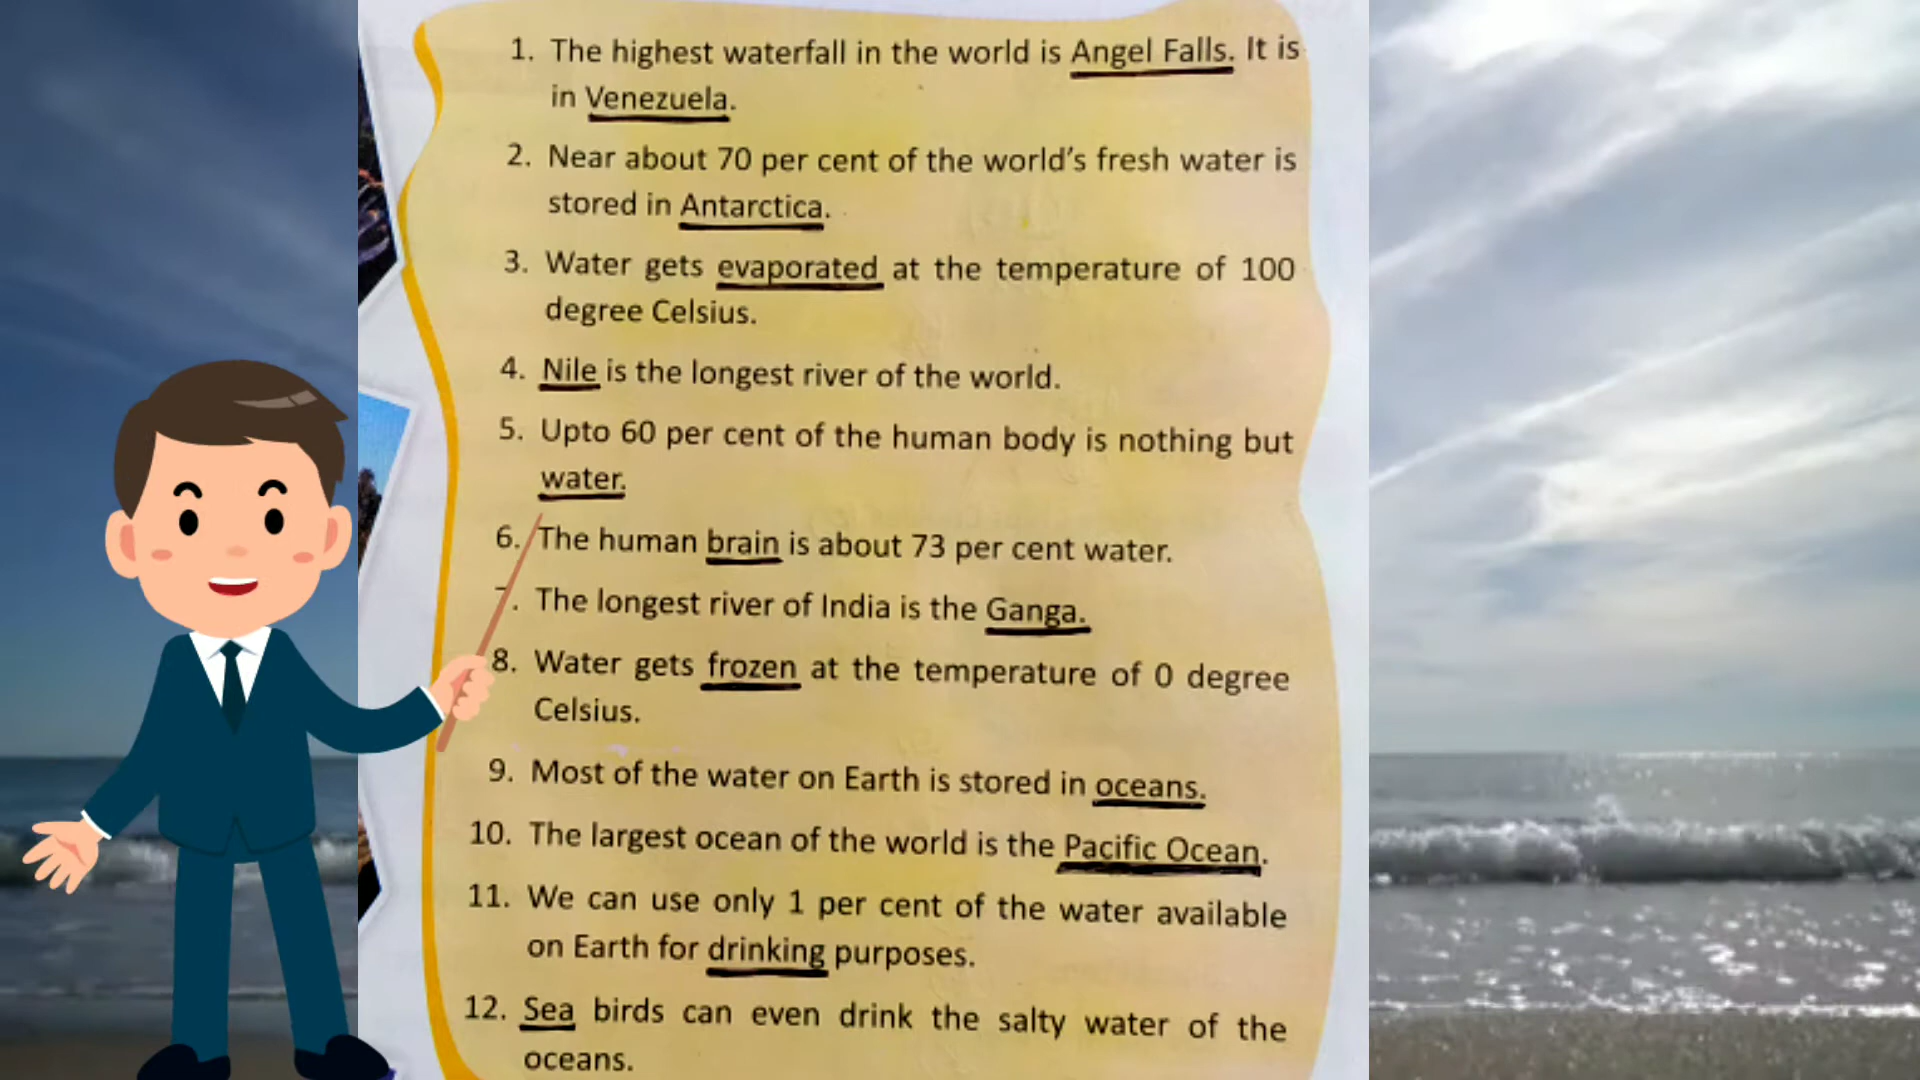 1. The highest waterfall in the world is Angel Falls. It is
in Venezuela.
2. Near about 70 per cent of the world's fresh water is
stored in Antarctica.
3. Water gets evaporated at the temperature of 100
degree Celsius.
4. Nile is the longest river of the world.
5. Upto 60 per cent of the human body is nothing but
water.
6. The human brain is about 73 per cent water.
7. The longest river of India is the Ganga.
8. Water gets frozen at the temperature of 0 degree
Celsius.
9. Most of the water on Earth is stored in oceans.
10. The largest ocean of the world is the Pacific Ocean.
11. We can use only 1 per cent of the water available
on Earth for drinking purposes.
12. Sea birds can even drink the salty water of the
oceans.